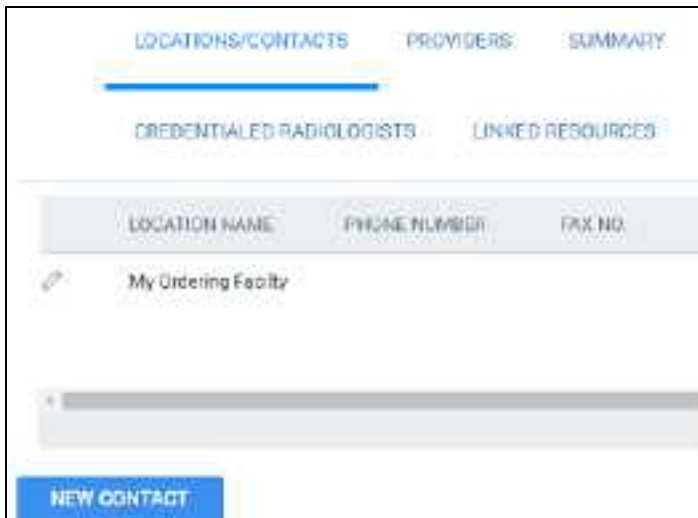 LOCATIONS/CONTACTS PROVIDERS SUMMARY
CREDENTIALED RADIOLOGISTS LINKED RESOURCES
LOCATION NAME PHONE NUMBER FAX NO.
My Ordering Facility
NEW CONTACT